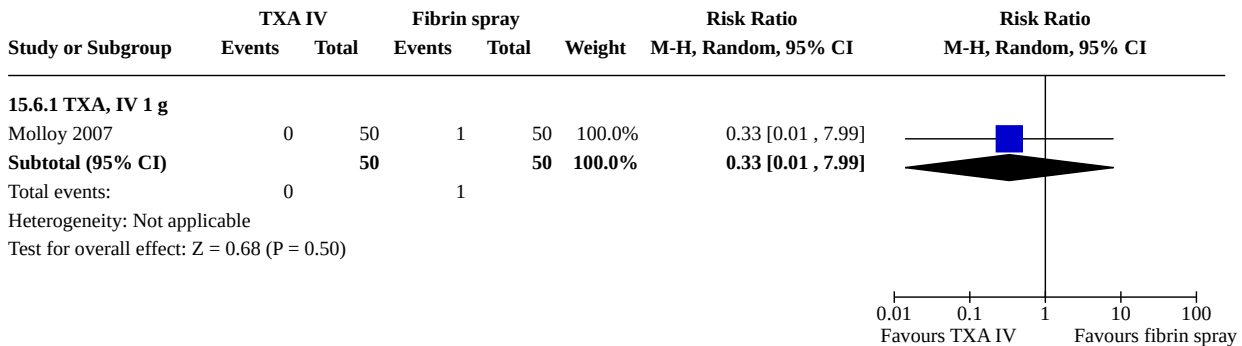 TXA IV Fibrin spray Risk Ratio Risk Ratio
Study or Subgroup Events Total Events Total Weight M-H, Random, 95% CI M-H, Random, 95% CI
15.6.1 TXA, IV 1 g
Molloy 2007 0 50 1 50 100.0% 0.33 [0.01 , 7.99]
Subtotal (95% CI) 50 50 100.0% 0.33 [0.01 , 7.99]
Total events: 0 1
Heterogeneity: Not applicable
Test for overall effect: Z = 0.68 (P = 0.50)
0.01 0.1 1 10 100
Favours TXA IV Favours fibrin spray